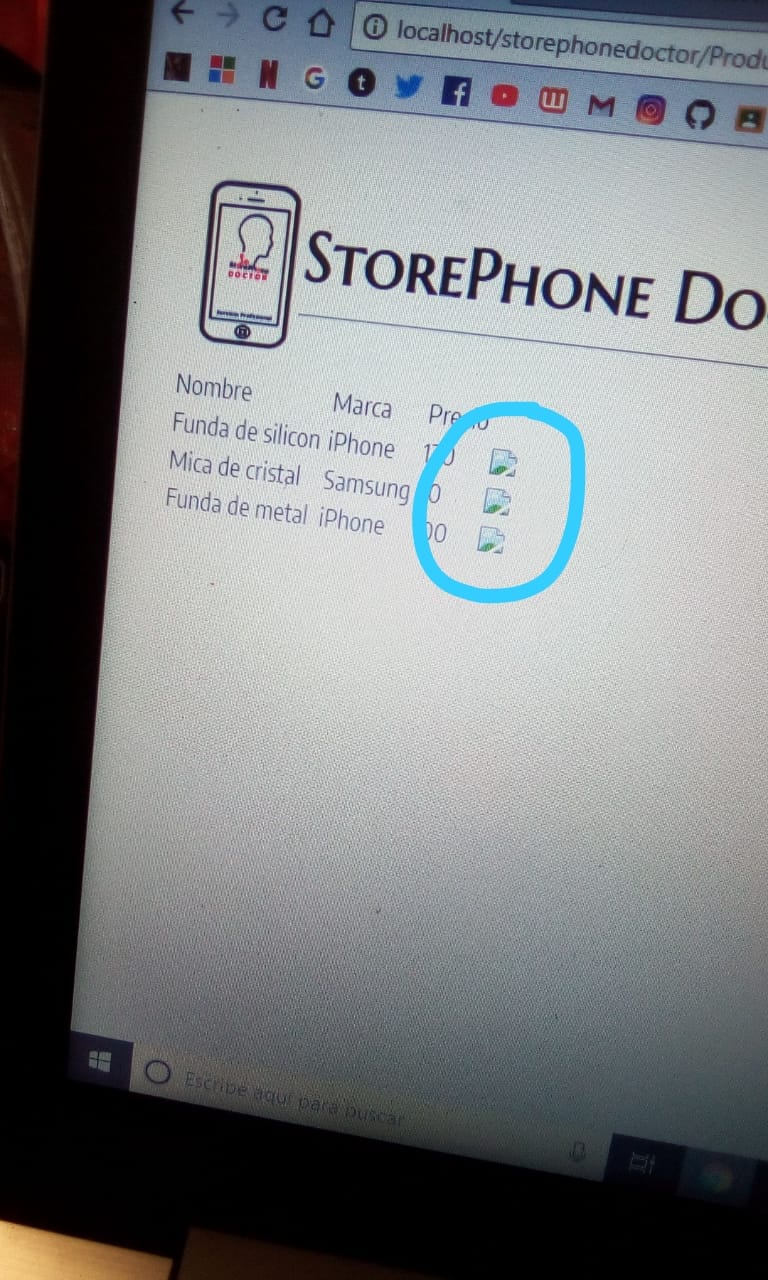 localhost/storephonedoctor/Produ
STOREPHONE DO
DOCTOR
Nombre Marca
Funda de silicon iPhone
Mica de cristal Samsung
Funda de metal iPhone
Escribe aquí para buscar